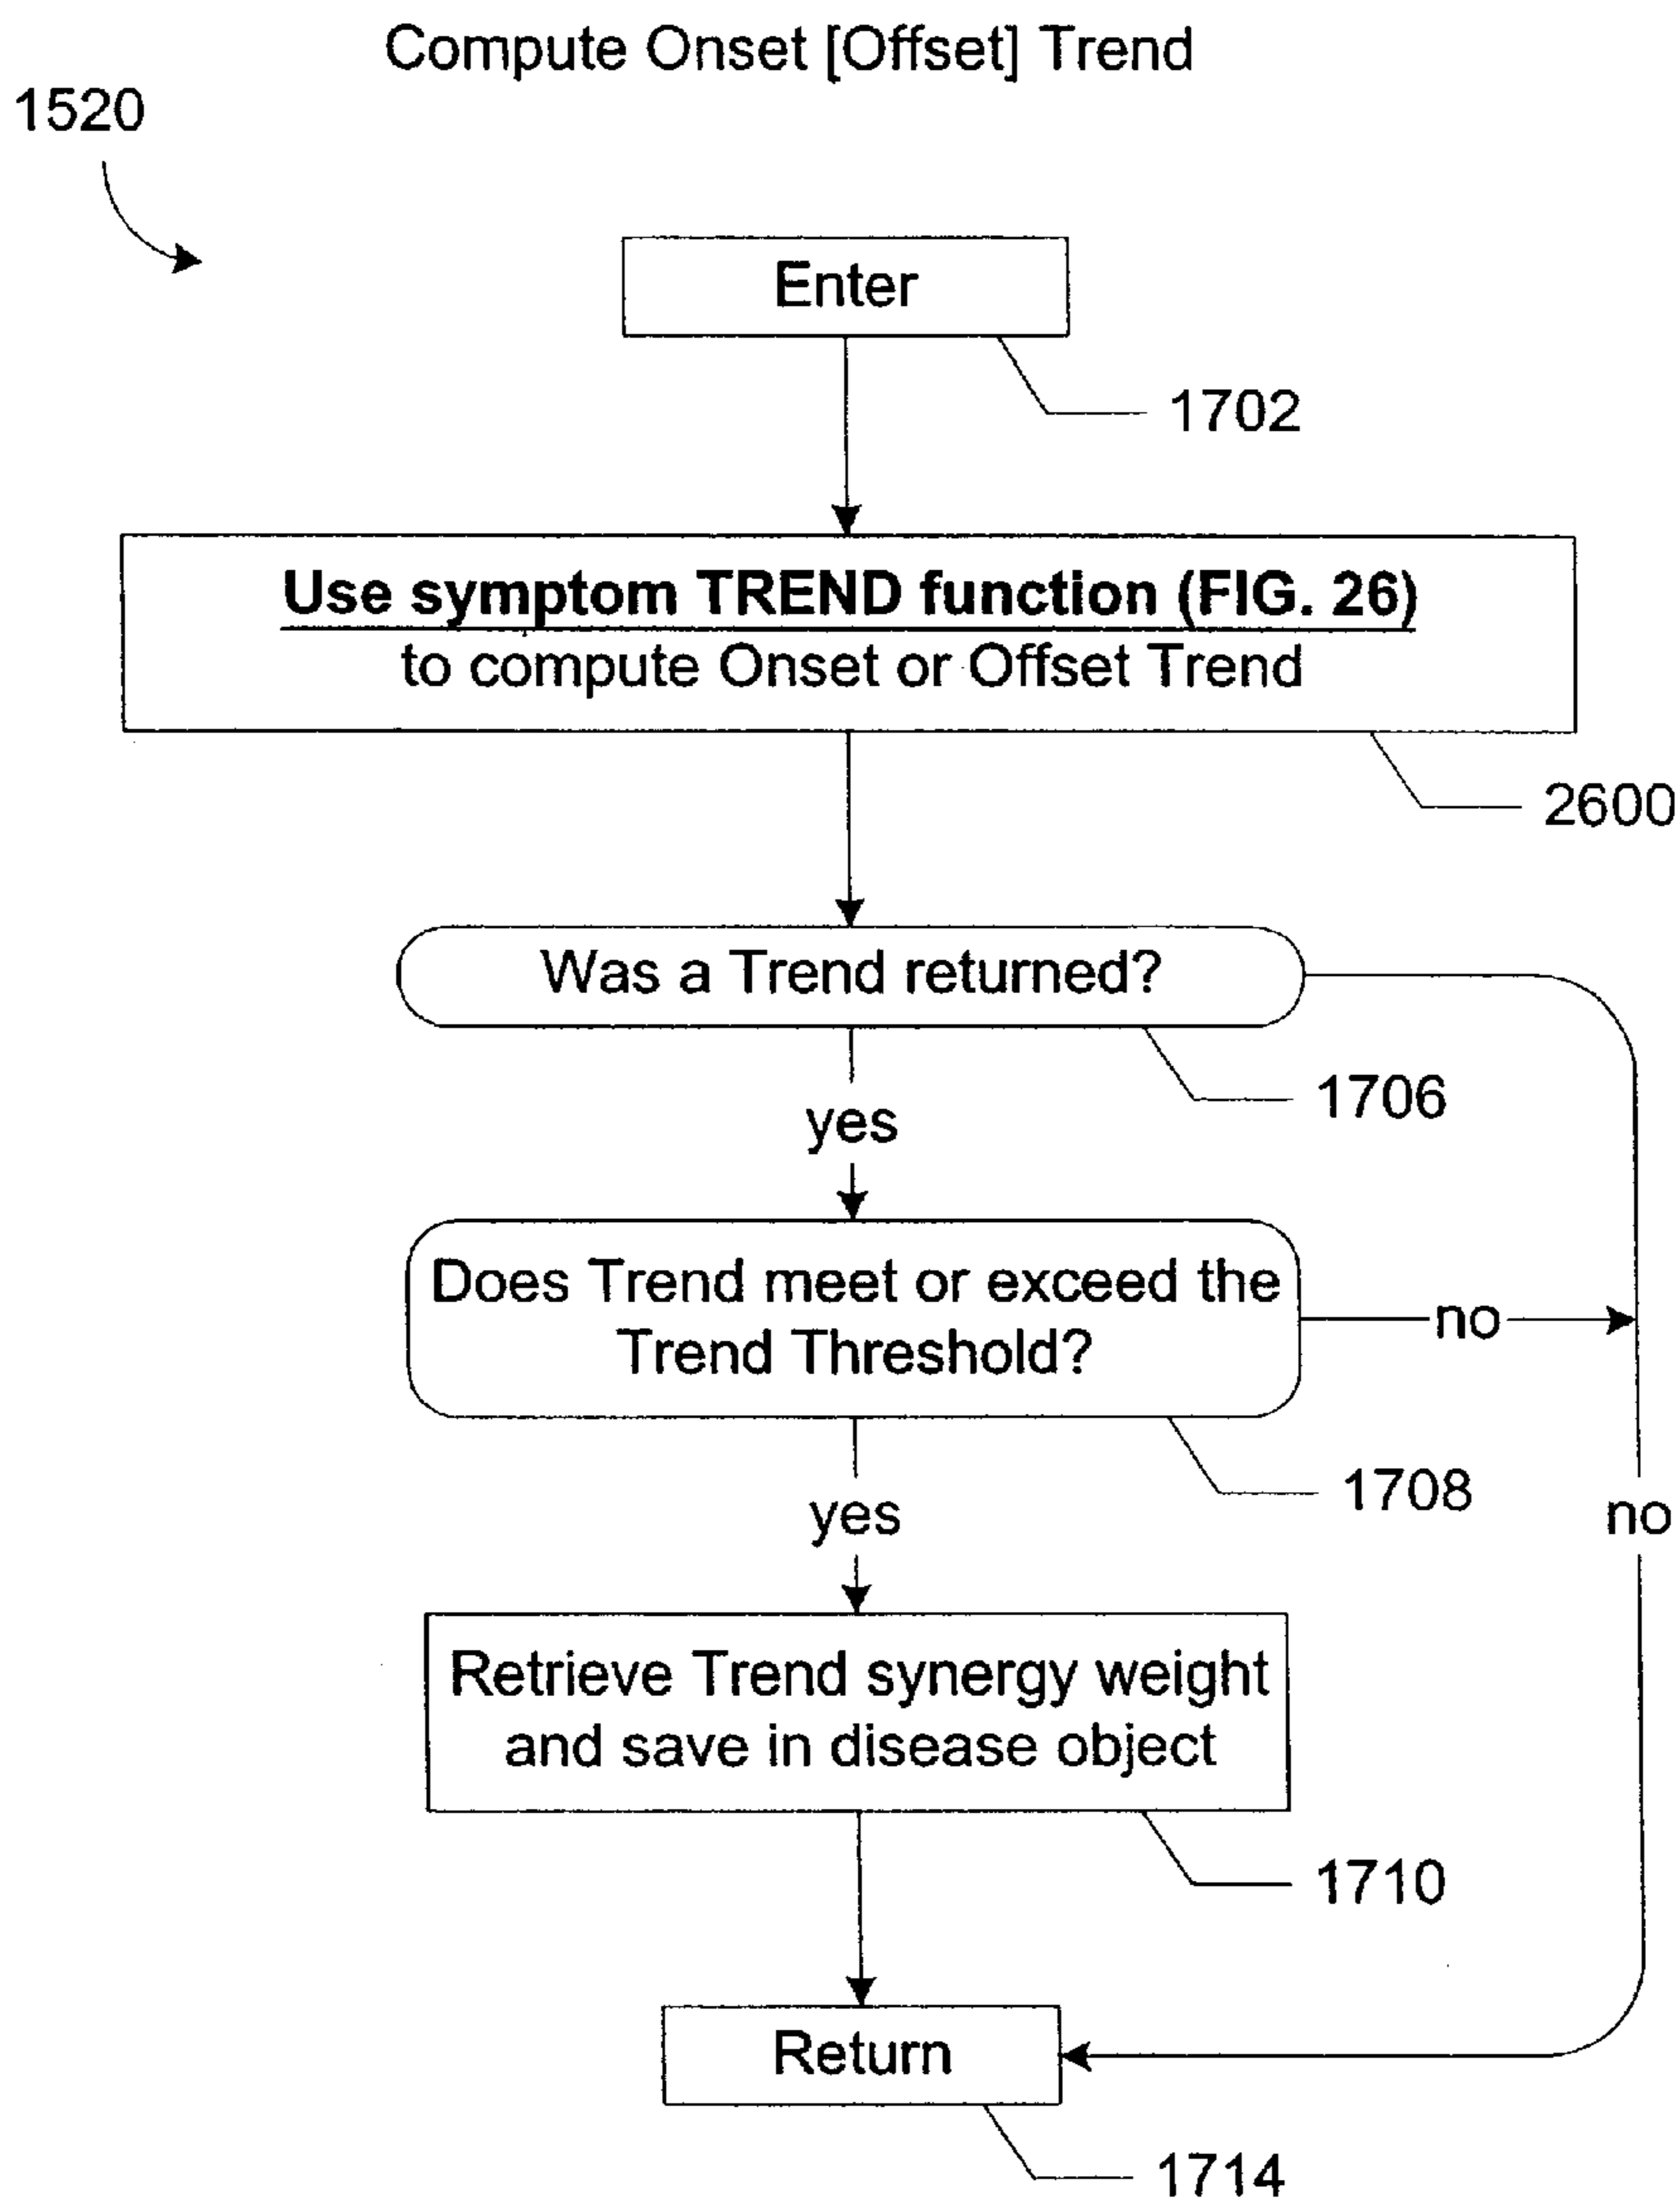 Compute Onset [Offset] Trend
1520
Enter
1702
Use symptom TREND function (FIG. 26)
to compute Onset or Offset Trend
2600
Was a Trend returned?
1706
yes
Does Trend meet or exceed the
Trend Threshold?
no
1708
yes
no
Retrieve Trend synergy weight
and save in disease object
1710
Return
1714